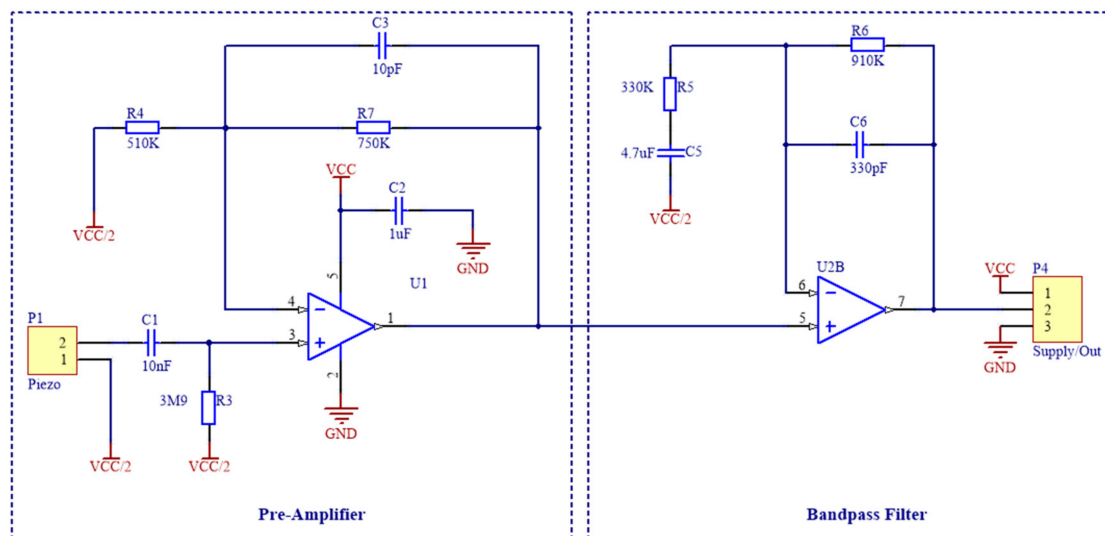 C3
10pF
R4
510K
R7
750K
VCC
C2
1uF
GND
VCC/2
5
U1
4
3
1
2
P1
2
1
Piezo
C1
10nF
3M9
R3
VCC/2
VCC/2
GND
Pre-Amplifier
R6
910K
330K
R5
C6
330pF
4.7uF
C5
VCC/2
U2B
6
5
7
P4
VCC
1
2
3
GND
Supply/Out
Bandpass Filter